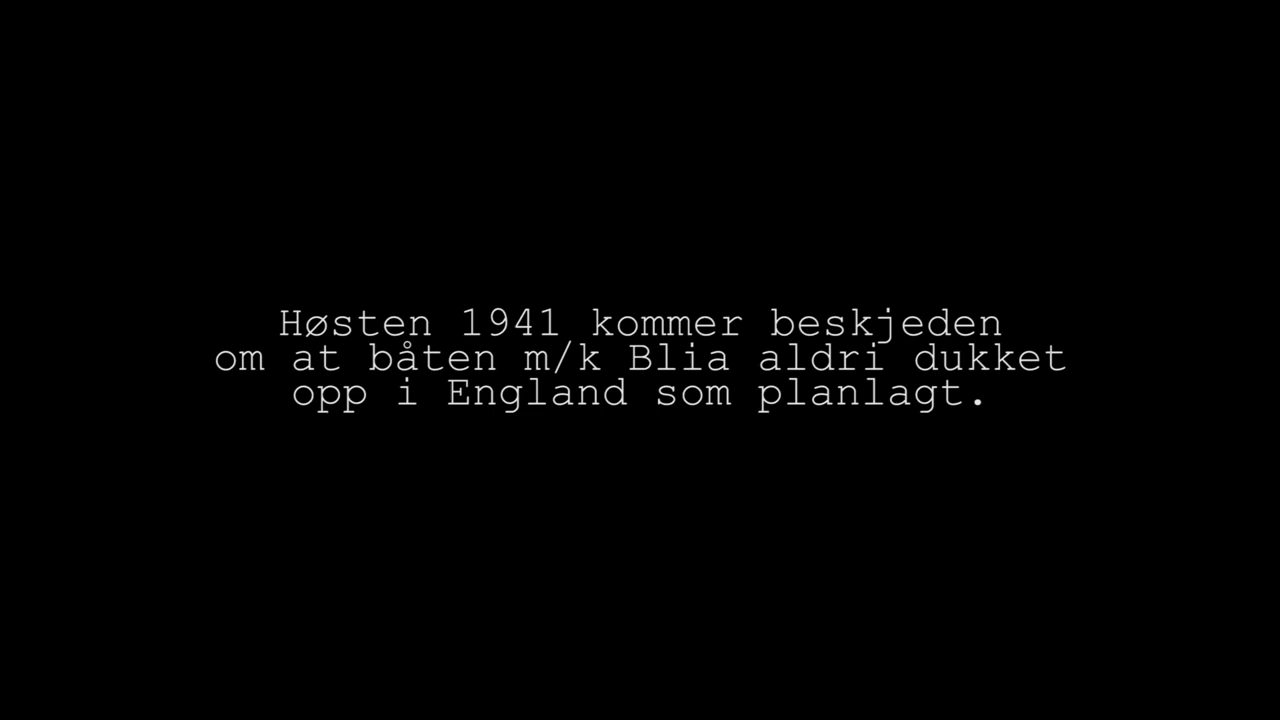 Høsten 1941 kommer beskjeden
om at båten m/k Blia aldri dukket
opp i England som planlagt.